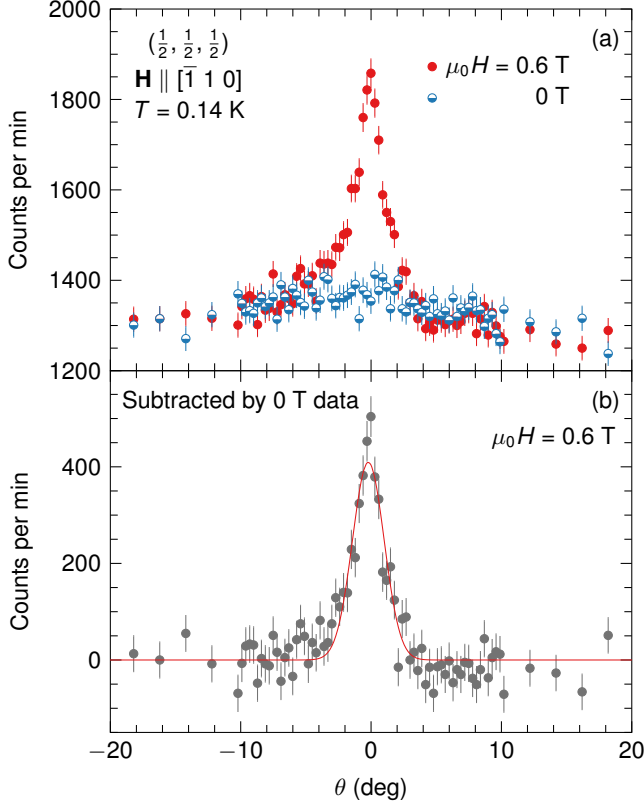 2000
(1/2, 1/2, 1/2)
(a)
H ∥ [1̅ 1 0]
μ₀H = 0.6 T
T = 0.14 K
0 T
1800
1600
1400
1200
Counts per min
Subtracted by 0 T data
(b)
μ₀H = 0.6 T
400
200
0
Counts per min
−20
−10
0
10
20
θ (deg)